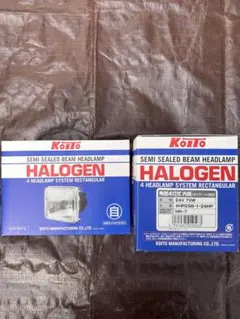 KOITO
SEMI SEALED BEAM HEADLAMP
HALOGEN
4 HEADLAMP SYSTEM RECTANGULAR
自
KOITO MANUFACTURING CO., LTD.
KOITO
SEMI SEALED BEAM HEADLAMP
HALOGEN
4 HEADLAMP SYSTEM RECTANGULAR
24V 70W
KOITO MANUFACTURING CO., LTD.